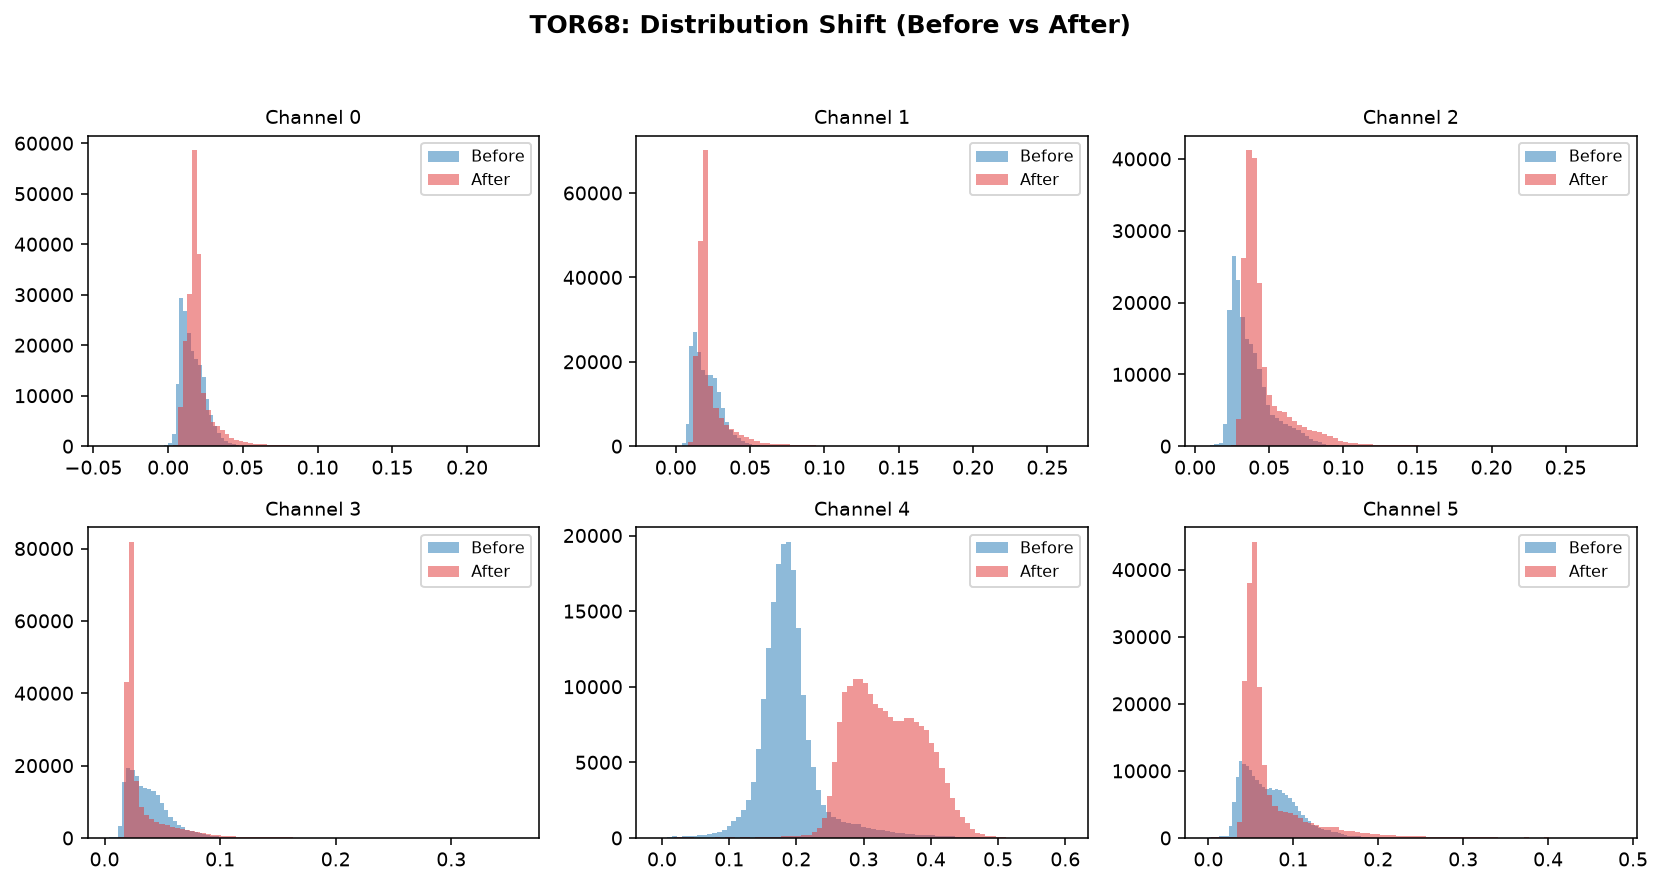 TOR68: Distribution Shift (Before vs After)
Channel 0
60000
50000
40000
30000
20000
10000
0
−0.05 0.00 0.05 0.10 0.15 0.20
Before
After
Channel 1
60000
40000
20000
0
0.00 0.05 0.10 0.15 0.20 0.25
Before
After
Channel 2
40000
30000
20000
10000
0
0.00 0.05 0.10 0.15 0.20 0.25
Before
After
Channel 3
80000
60000
40000
20000
0
0.0 0.1 0.2 0.3
Before
After
Channel 4
20000
15000
10000
5000
0
0.0 0.1 0.2 0.3 0.4 0.5 0.6
Before
After
Channel 5
40000
30000
20000
10000
0
0.0 0.1 0.2 0.3 0.4 0.5
Before
After